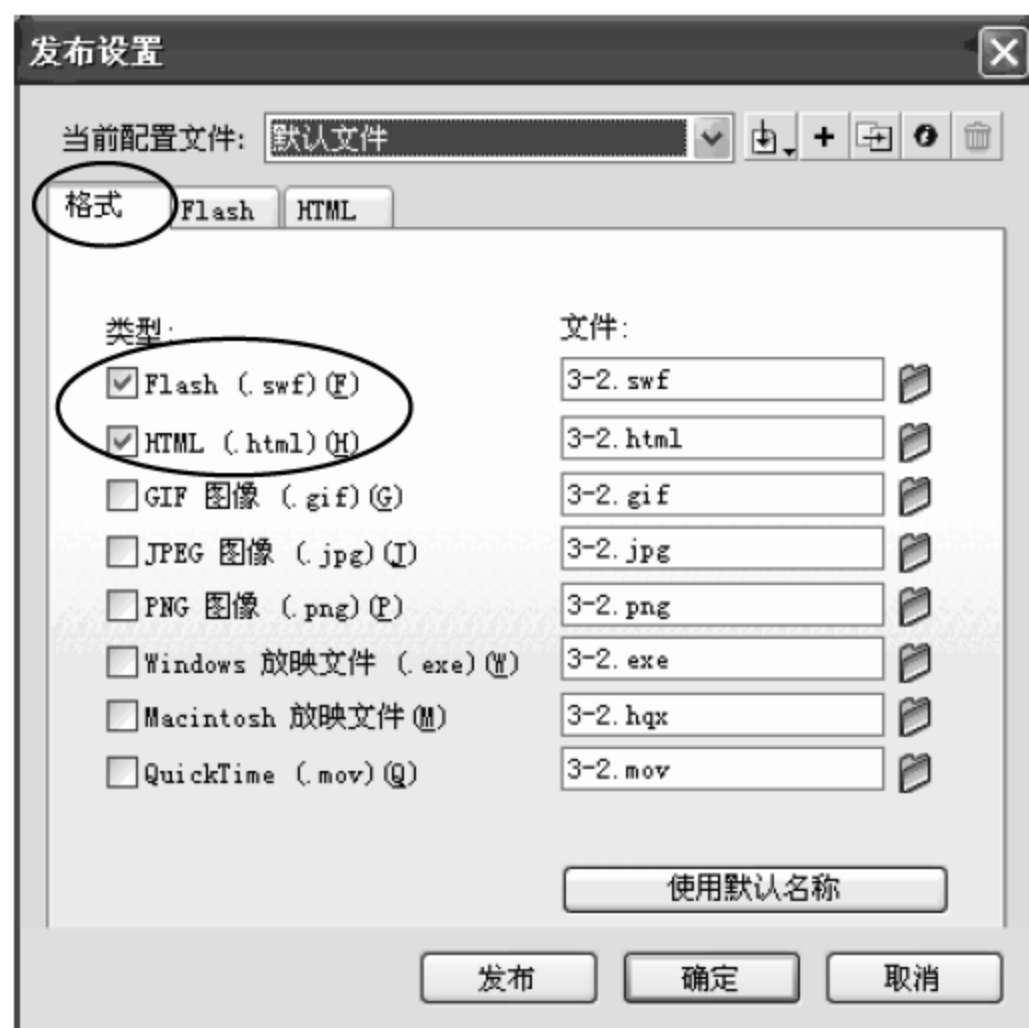 发布设置
当前配置文件: 默认文件
格式 Flash HTML
类型: 文件:
Flash (.swf)(F) 3-2.swf
HTML (.html)(H) 3-2.html
GIF 图像 (.gif)(G) 3-2.gif
JPEG 图像 (.jpg)(J) 3-2.jpg
PNG 图像 (.png)(P) 3-2.png
Windows 放映文件 (.exe)(W) 3-2.exe
Macintosh 放映文件(M) 3-2.hqx
QuickTime (.mov)(Q) 3-2.mov
使用默认名称
发布 确定 取消